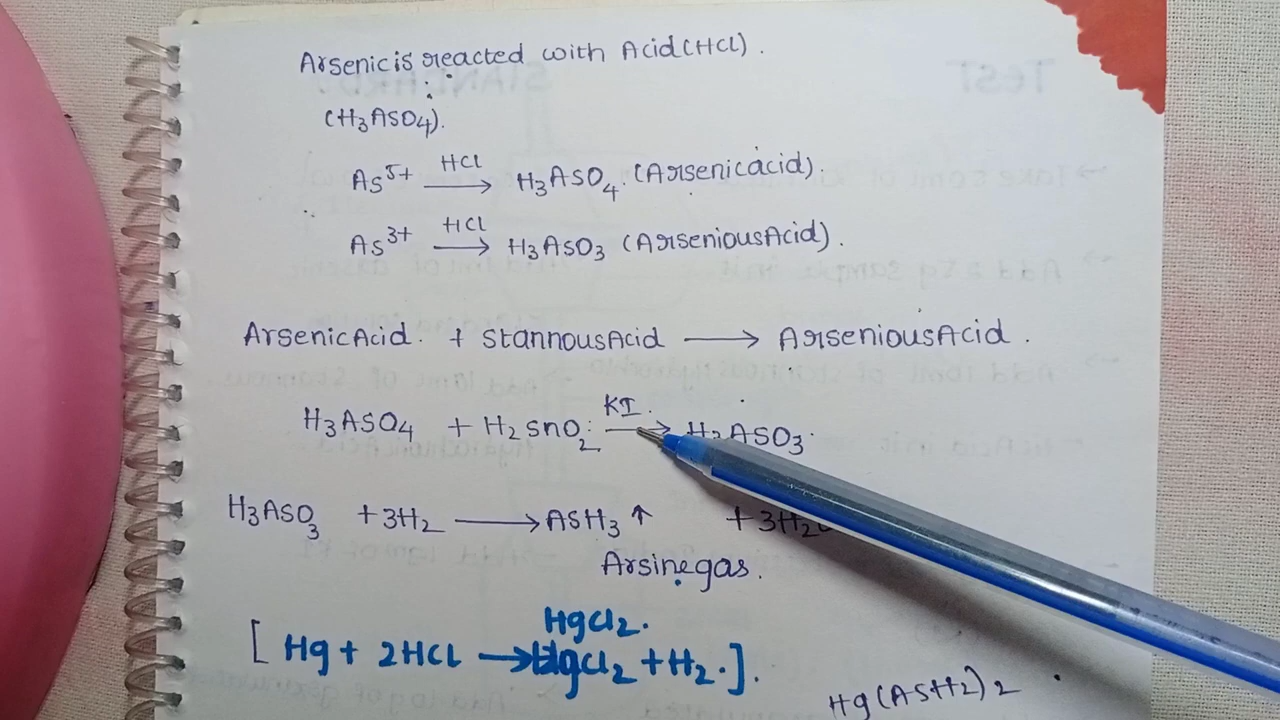 Arsenic is reacted with Acid(HCl).
(H3ASO4).
As5+ HCl → H3ASO4. (Arsenic acid).
As3+ HCl → H3AsO3 (Arsenious Acid).
Arsenic Acid. + Stannous Acid → Arsenious Acid.
H3ASO4 + H2SnO2 KI → H3ASO3.
H3ASO3 + 3H2 → ASH3 ↑ + 3H2
Arsine gas.
HgCl2.
[ Hg + 2HCl → HgCl2 + H2.].
Hg(ASH2)2